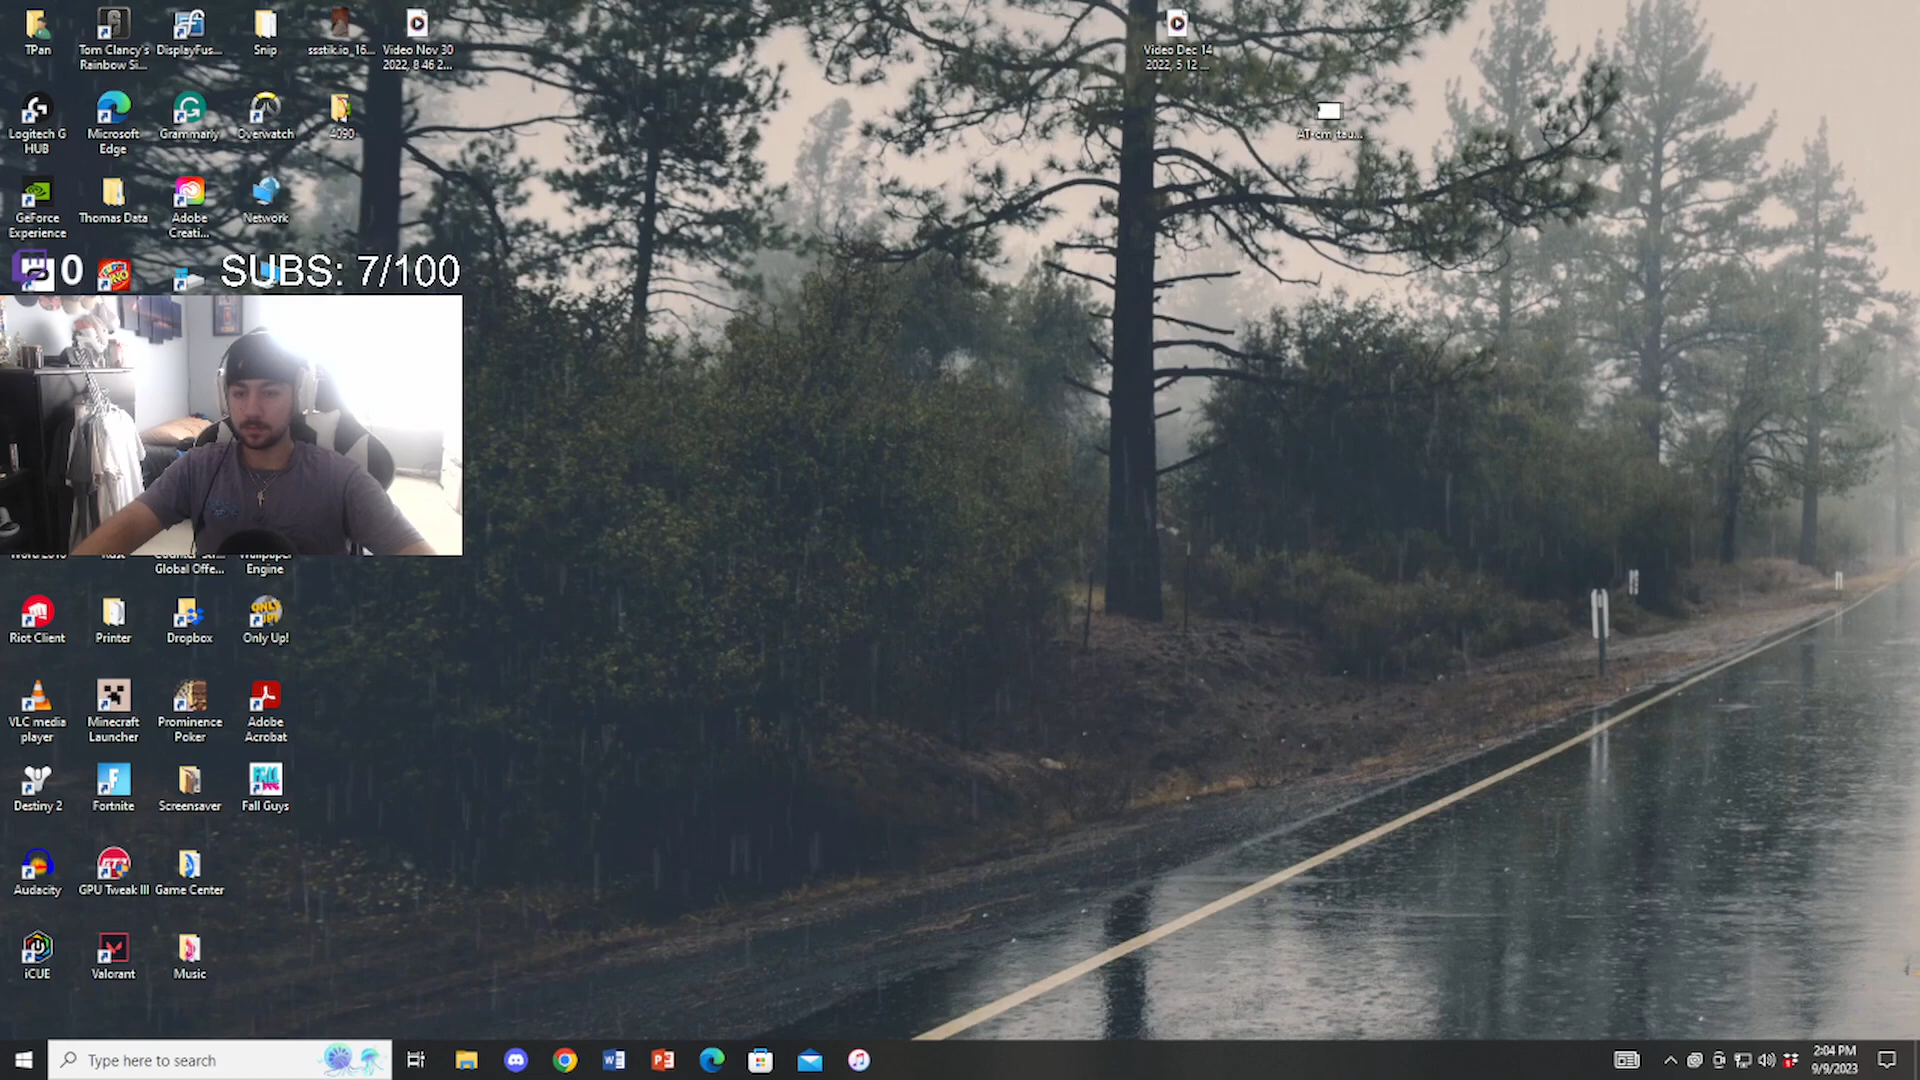 TPan
Tom Clancy's
Rainbow Si...
DisplayFus...
Snip
ssstik.io_16...
Video Nov 30
2022, 8 46 2...
Video Dec 14
2022, 5 12 ...
Logitech G
HUB
Microsoft
Edge
Grammarly
Overwatch
4090
GeForce
Experience
Thomas Data
Adobe
Creati...
Network
0
SUBS: 7/100
Global Offe...
Engine
Riot Client
Printer
Dropbox
Only Up!
VLC media
player
Minecraft
Launcher
Prominence
Poker
Adobe
Acrobat
Destiny 2
Fortnite
Screensaver
Fall Guys
Audacity
GPU Tweak III
Game Center
iCUE
Valorant
Music
Type here to search
2:04 PM
9/9/2023